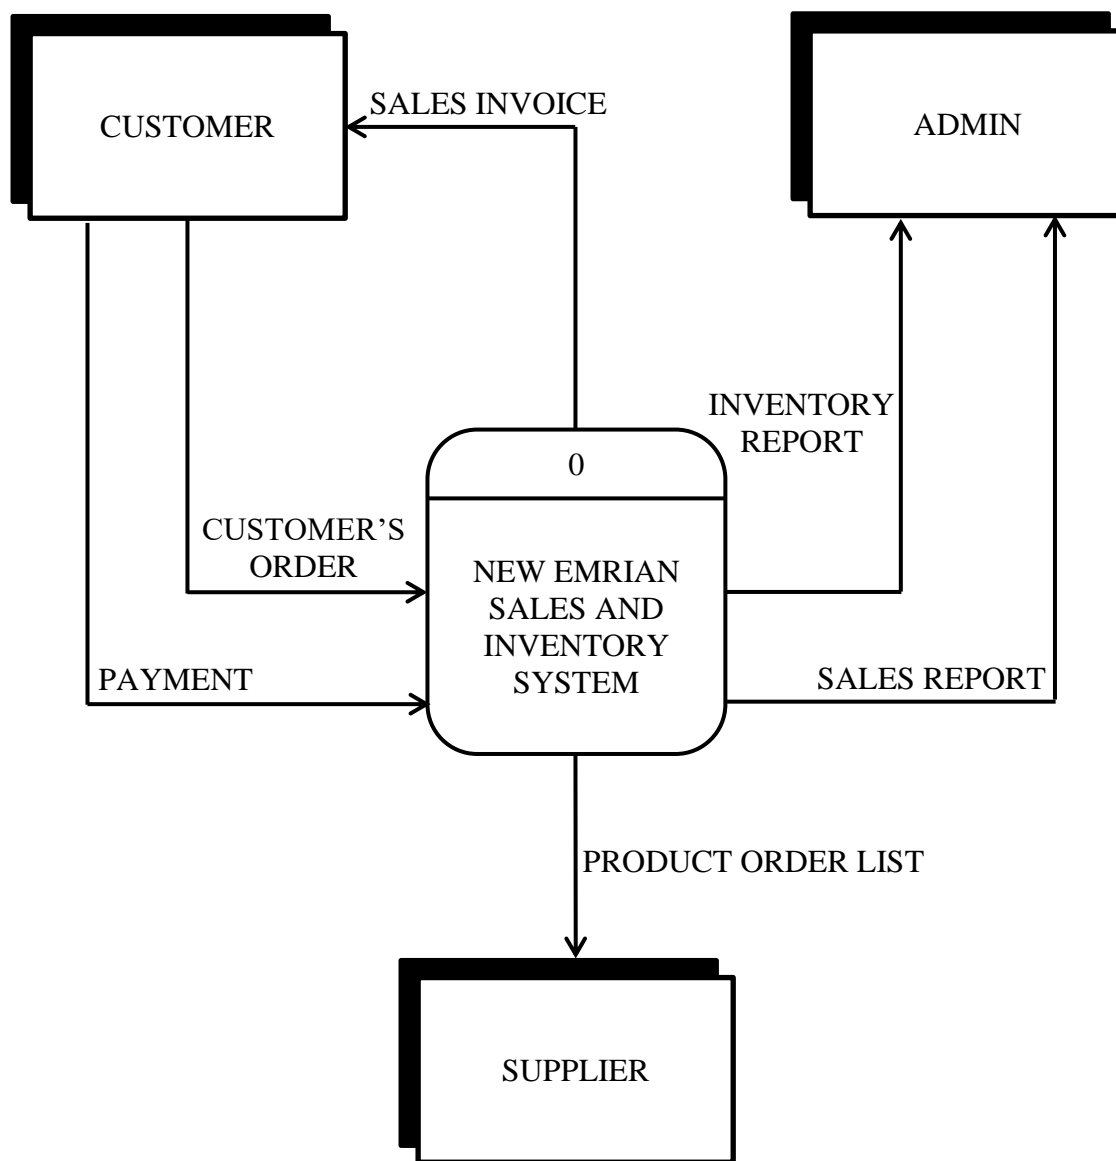 SALES INVOICE
CUSTOMER
ADMIN
INVENTORY
REPORT
0
CUSTOMER’S
ORDER
NEW EMRIAN
SALES AND
INVENTORY
SYSTEM
PAYMENT
SALES REPORT
PRODUCT ORDER LIST
SUPPLIER